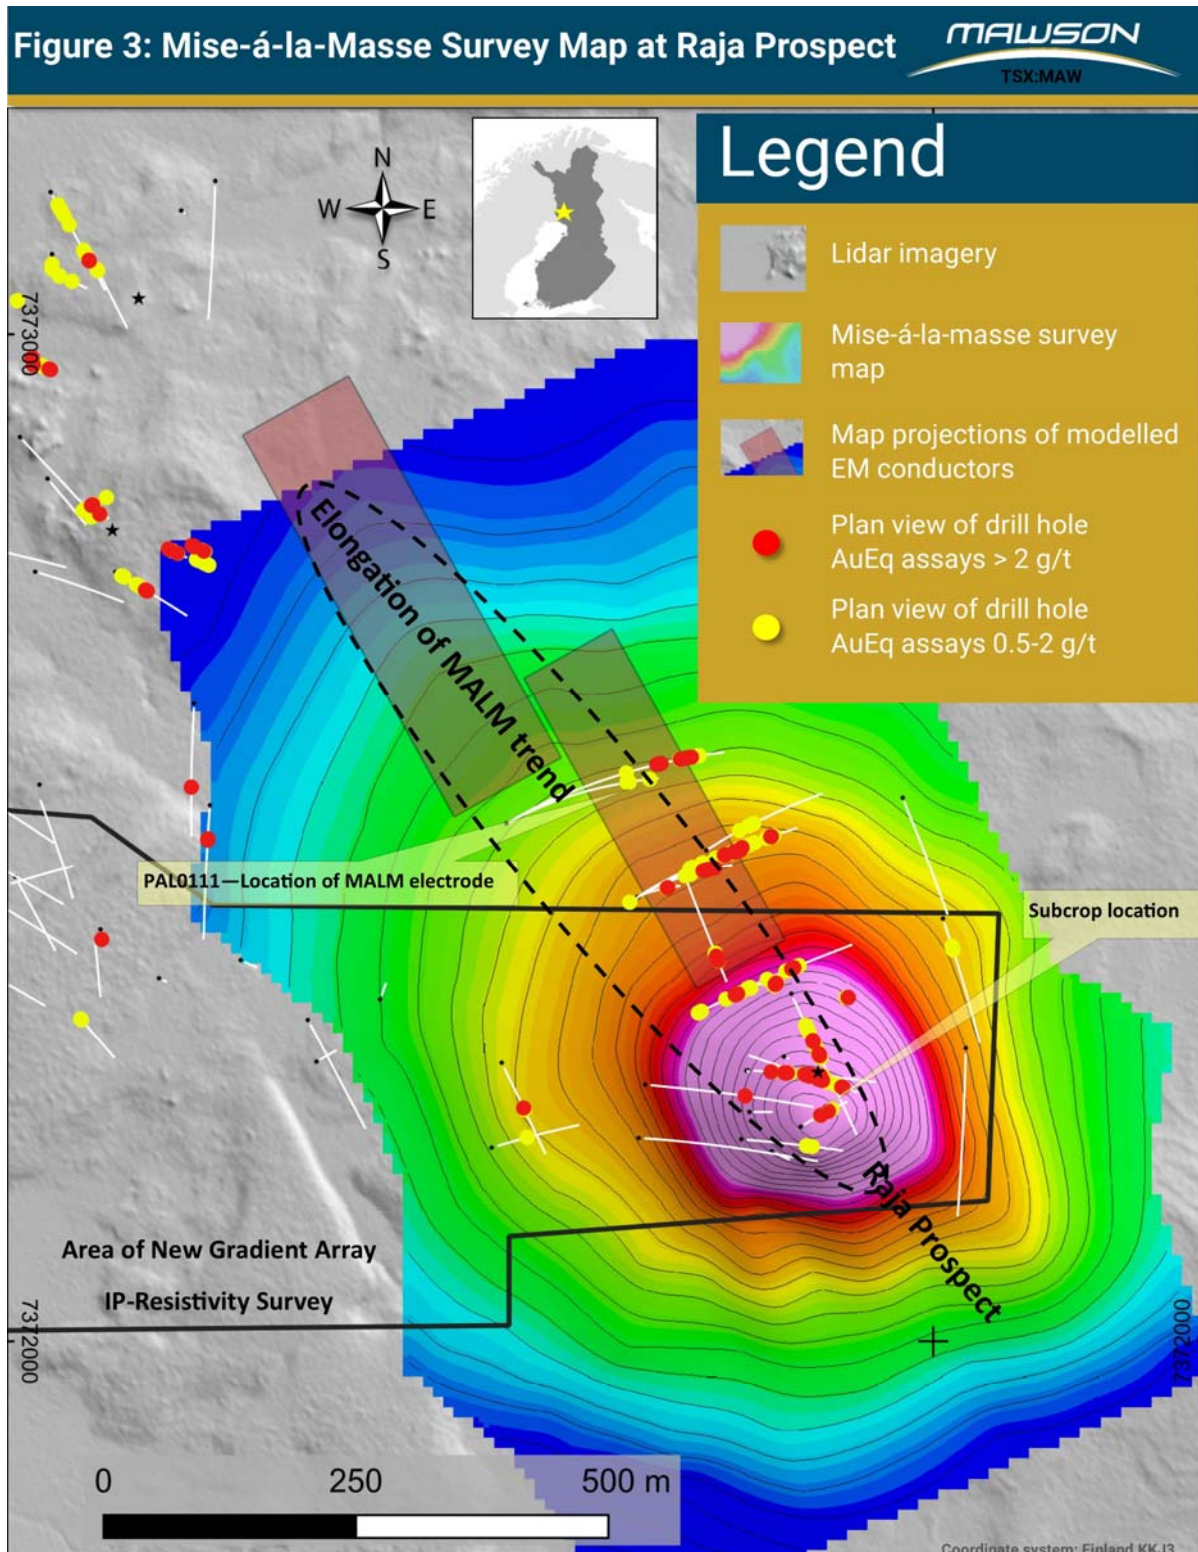 Figure 3: Mise-á-la-Masse Survey Map at Raja Prospect
MAWSON
TSX:MAW
Legend
N
W E
S
Lidar imagery
Mise-á-la-masse survey
map
Map projections of modelled
EM conductors
Plan view of drill hole
AuEq assays > 2 g/t
Plan view of drill hole
AuEq assays 0.5-2 g/t
7373000
Elongation of MALM trend
PAL0111—Location of MALM electrode
Subcrop location
Raja Prospect
Area of New Gradient Array
IP-Resistivity Survey
7372000
7372000
0 250 500 m
Coordinate system: Finland KKJ3